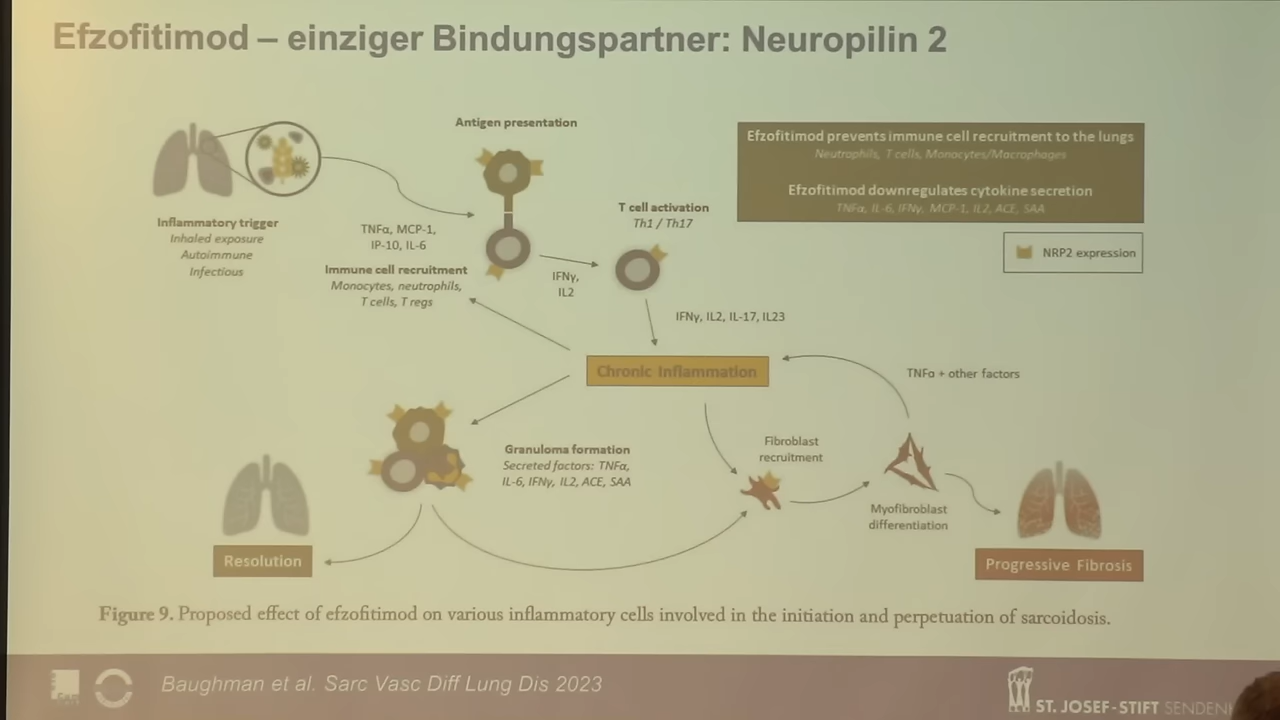 Efzofitimod – einziger Bindungspartner: Neuropilin 2
Antigen presentation
Efzofitimod prevents immune cell recruitment to the lungs
Neutrophils, T cells, Monocytes/Macrophages
Efzofitimod downregulates cytokine secretion
TNFα, IL-6, IFNγ, MCP-1, IL2, ACE, SAA
NRP2 expression
Inflammatory trigger
Inhaled exposure
Autoimmune
Infectious
TNFα, MCP-1,
IP-10, IL-6
Immune cell recruitment
Monocytes, neutrophils,
T cells, T regs
IFNγ,
IL2
T cell activation
Th1 / Th17
IFNγ, IL2, IL-17, IL23
Chronic Inflammation
TNFα + other factors
Granuloma formation
Secreted factors: TNFα,
IL-6, IFNγ, IL2, ACE, SAA
Fibroblast
recruitment
Myofibroblast
differentiation
Resolution
Progressive Fibrosis
Figure 9. Proposed effect of efzofitimod on various inflammatory cells involved in the initiation and perpetuation of sarcoidosis.
Baughman et al. Sarc Vasc Diff Lung Dis 2023
ST. JOSEF-STIFT SENDEN